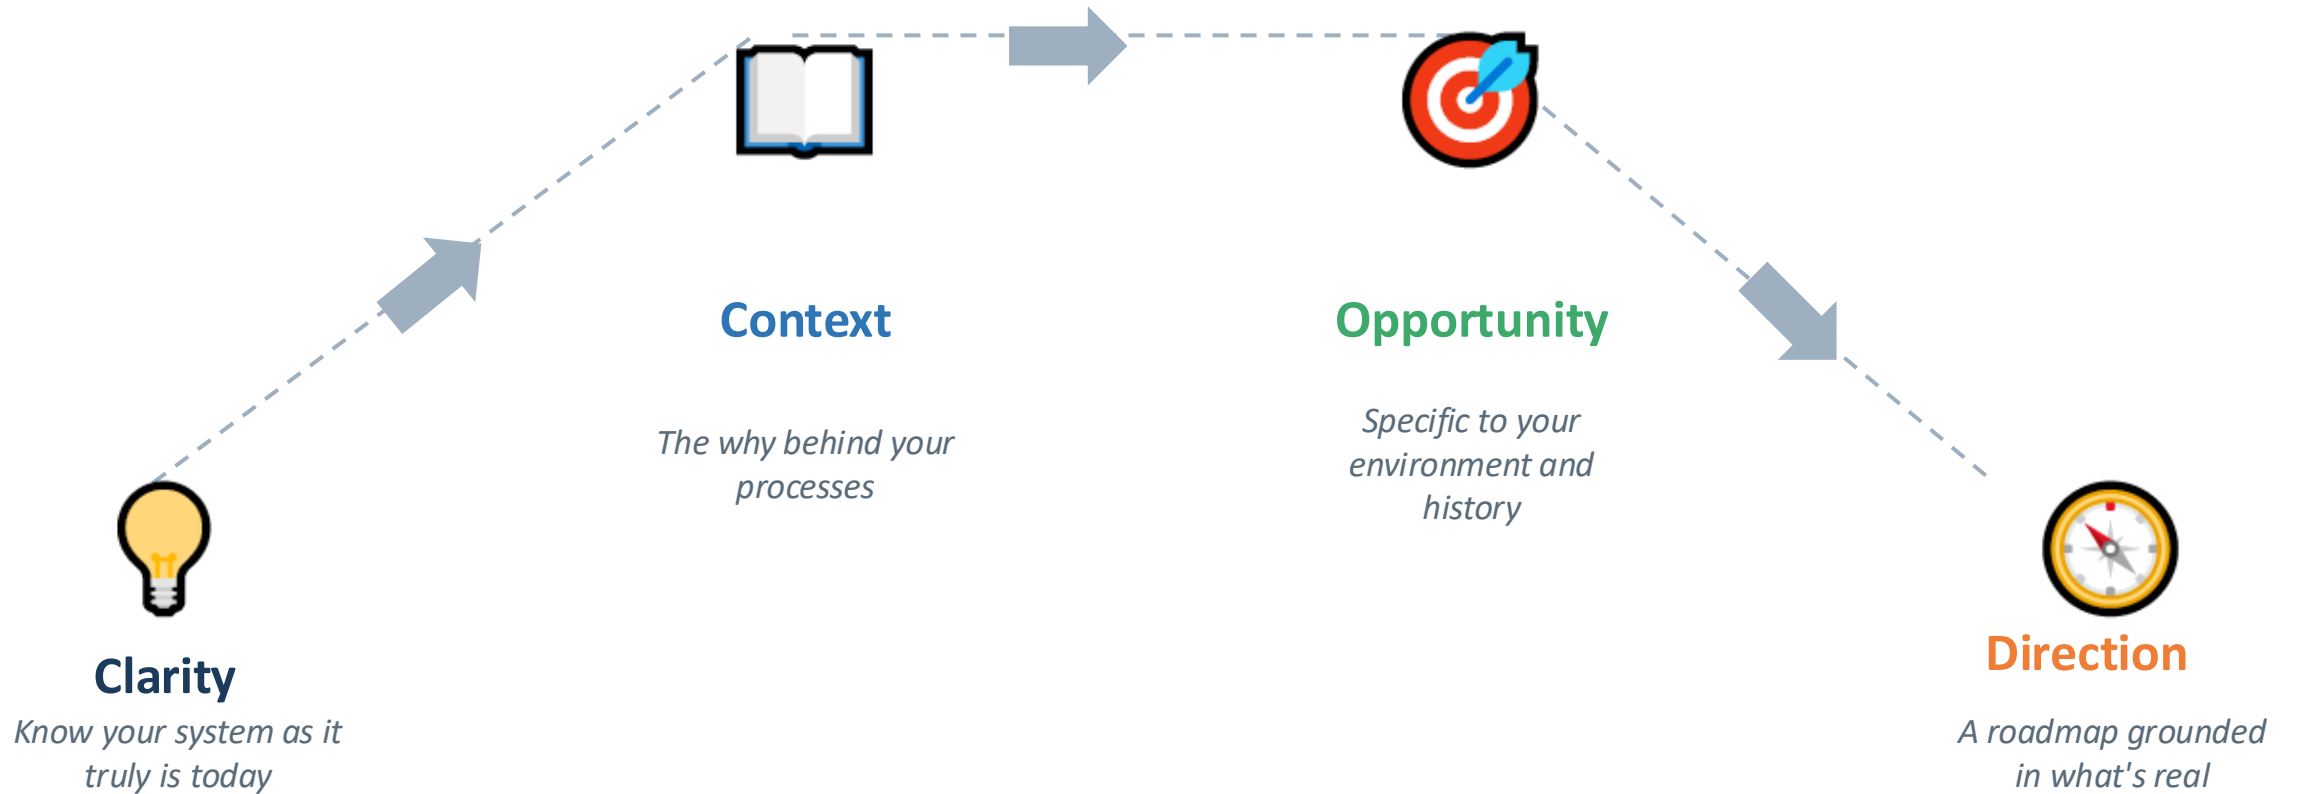 Clarity
Know your system as it
truly is today
Context
The why behind your
processes
Opportunity
Specific to your
environment and
history
Direction
A roadmap grounded
in what's real